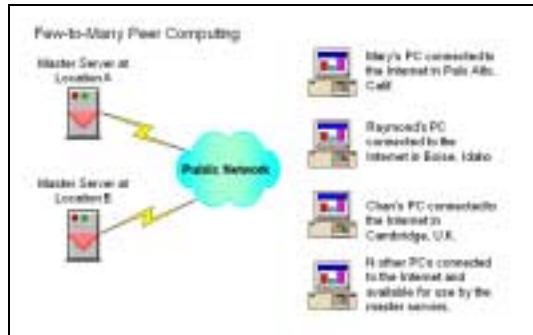 Few-to-Many Peer Computing
Master Server at
Location A
Master Server at
Location B
Public Network
Mary's PC connected to
the Internet in Palo Alto,
Calif
Raymond's PC
connected to the
Internet in Boise, Idaho
Chan's PC connected to
the Internet in
Cambridge, U.K.
N other PCs connected
to the Internet and
available for use by the
master servers.